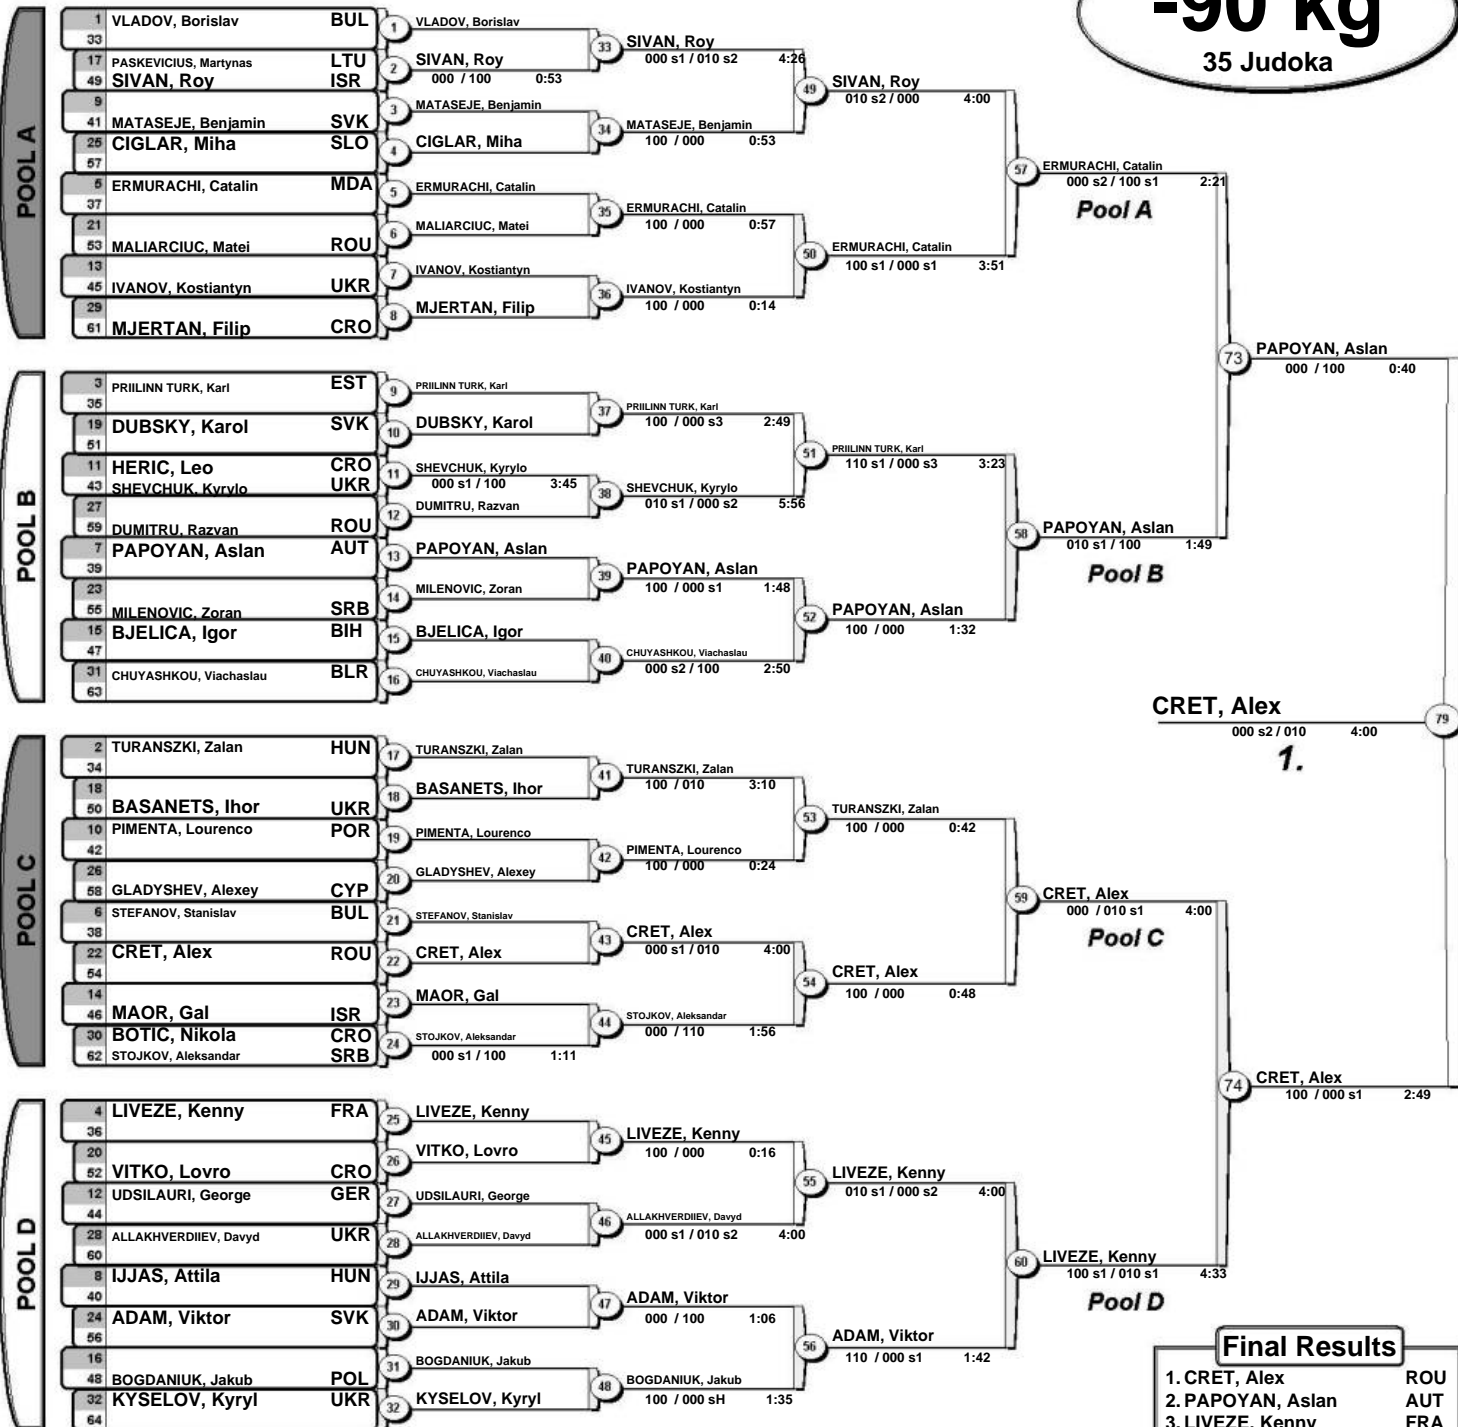 -90 kg
35 Judoka
POOL A
1 VLADOV, Borislav BUL
33
17 PASKEVICIUS, Martynas LTU
49 SIVAN, Roy ISR
9
41 MATASEJE, Benjamin SVK
25 CIGLAR, Miha SLO
57
5 ERMURACHI, Catalin MDA
37
21
53 MALIARCIUC, Matei ROU
13
45 IVANOV, Kostiantyn UKR
29
61 MJERTAN, Filip CRO
1 VLADOV, Borislav
2 SIVAN, Roy
000 / 100 0:53
3 MATASEJE, Benjamin
4 CIGLAR, Miha
5 ERMURACHI, Catalin
6 MALIARCIUC, Matei
7 IVANOV, Kostiantyn
8 MJERTAN, Filip
33 SIVAN, Roy
000 s1 / 010 s2 4:26
34 MATASEJE, Benjamin
100 / 000 0:53
35 ERMURACHI, Catalin
100 / 000 0:57
36 IVANOV, Kostiantyn
100 / 000 0:14
49 SIVAN, Roy
010 s2 / 000 4:00
50 ERMURACHI, Catalin
100 s1 / 000 s1 3:51
57 ERMURACHI, Catalin
000 s2 / 100 s1 2:21
Pool A
POOL B
3 PRIILINN TURK, Karl EST
35
19 DUBSKY, Karol SVK
51
11 HERIC, Leo CRO
43 SHEVCHUK, Kyrylo UKR
27
59 DUMITRU, Razvan ROU
7 PAPOYAN, Aslan AUT
39
23
55 MILENOVIC, Zoran SRB
15 BJELICA, Igor BIH
47
31 CHUYASHKOU, Viachaslau BLR
63
9 PRIILINN TURK, Karl
10 DUBSKY, Karol
11 SHEVCHUK, Kyrylo
000 s1 / 100 3:45
12 DUMITRU, Razvan
13 PAPOYAN, Aslan
14 MILENOVIC, Zoran
15 BJELICA, Igor
16 CHUYASHKOU, Viachaslau
37 PRIILINN TURK, Karl
100 / 000 s3 2:49
38 SHEVCHUK, Kyrylo
010 s1 / 000 s2 5:56
39 PAPOYAN, Aslan
100 / 000 s1 1:48
40 CHUYASHKOU, Viachaslau
000 s2 / 100 2:50
51 PRIILINN TURK, Karl
110 s1 / 000 s3 3:23
52 PAPOYAN, Aslan
100 / 000 1:32
58 PAPOYAN, Aslan
010 s1 / 100 1:49
Pool B
73 PAPOYAN, Aslan
000 / 100 0:40
CRET, Alex 79
000 s2 / 010 4:00
1.
POOL C
2 TURANSZKI, Zalan HUN
34
18
50 BASANETS, Ihor UKR
10 PIMENTA, Lourenco POR
42
26
58 GLADYSHEV, Alexey CYP
6 STEFANOV, Stanislav BUL
38
22 CRET, Alex ROU
54
14
46 MAOR, Gal ISR
30 BOTIC, Nikola CRO
62 STOJKOV, Aleksandar SRB
17 TURANSZKI, Zalan
18 BASANETS, Ihor
19 PIMENTA, Lourenco
20 GLADYSHEV, Alexey
21 STEFANOV, Stanislav
22 CRET, Alex
23 MAOR, Gal
24 STOJKOV, Aleksandar
000 s1 / 100 1:11
41 TURANSZKI, Zalan
100 / 010 3:10
42 PIMENTA, Lourenco
100 / 000 0:24
43 CRET, Alex
000 s1 / 010 4:00
44 STOJKOV, Aleksandar
000 / 110 1:56
53 TURANSZKI, Zalan
100 / 000 0:42
54 CRET, Alex
100 / 000 0:48
59 CRET, Alex
000 / 010 s1 4:00
Pool C
74 CRET, Alex
100 / 000 s1 2:49
POOL D
4 LIVEZE, Kenny FRA
36
20
52 VITKO, Lovro CRO
12 UDSILAURI, George GER
44
28 ALLAKHVERDIIEV, Davyd UKR
60
8 IJJAS, Attila HUN
40
24 ADAM, Viktor SVK
56
16
48 BOGDANIUK, Jakub POL
32 KYSELOV, Kyryl UKR
64
25 LIVEZE, Kenny
26 VITKO, Lovro
27 UDSILAURI, George
28 ALLAKHVERDIIEV, Davyd
29 IJJAS, Attila
30 ADAM, Viktor
31 BOGDANIUK, Jakub
32 KYSELOV, Kyryl
45 LIVEZE, Kenny
100 / 000 0:16
46 ALLAKHVERDIIEV, Davyd
000 s1 / 010 s2 4:00
47 ADAM, Viktor
000 / 100 1:06
48 BOGDANIUK, Jakub
100 / 000 sH 1:35
55 LIVEZE, Kenny
010 s1 / 000 s2 4:00
56 ADAM, Viktor
110 / 000 s1 1:42
60 LIVEZE, Kenny
100 s1 / 010 s1 4:33
Pool D
Final Results
1. CRET, Alex ROU
2. PAPOYAN, Aslan AUT
3. LIVEZE, Kenny FRA